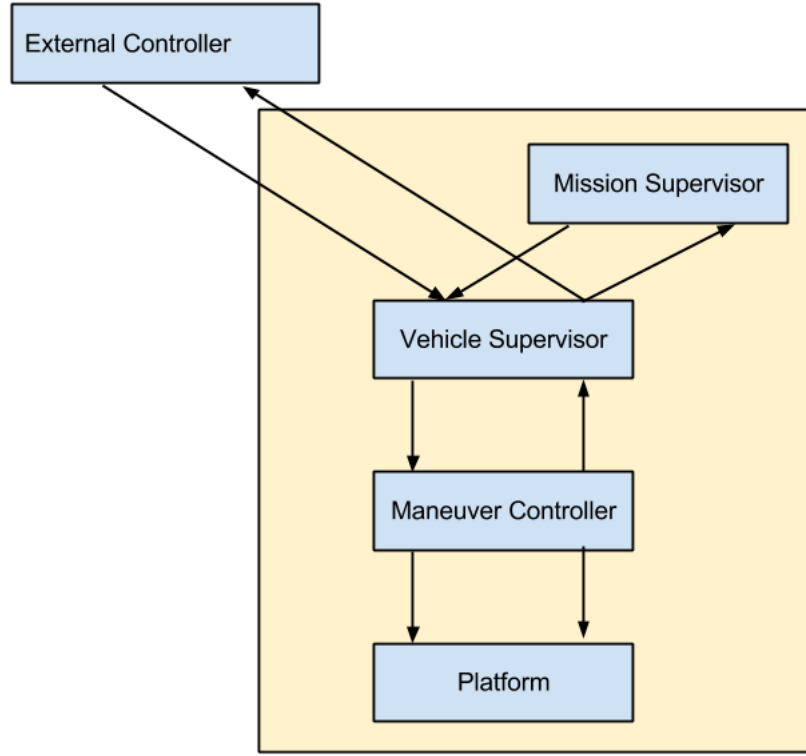 External Controller
Mission Supervisor
Vehicle Supervisor
Maneuver Controller
Platform